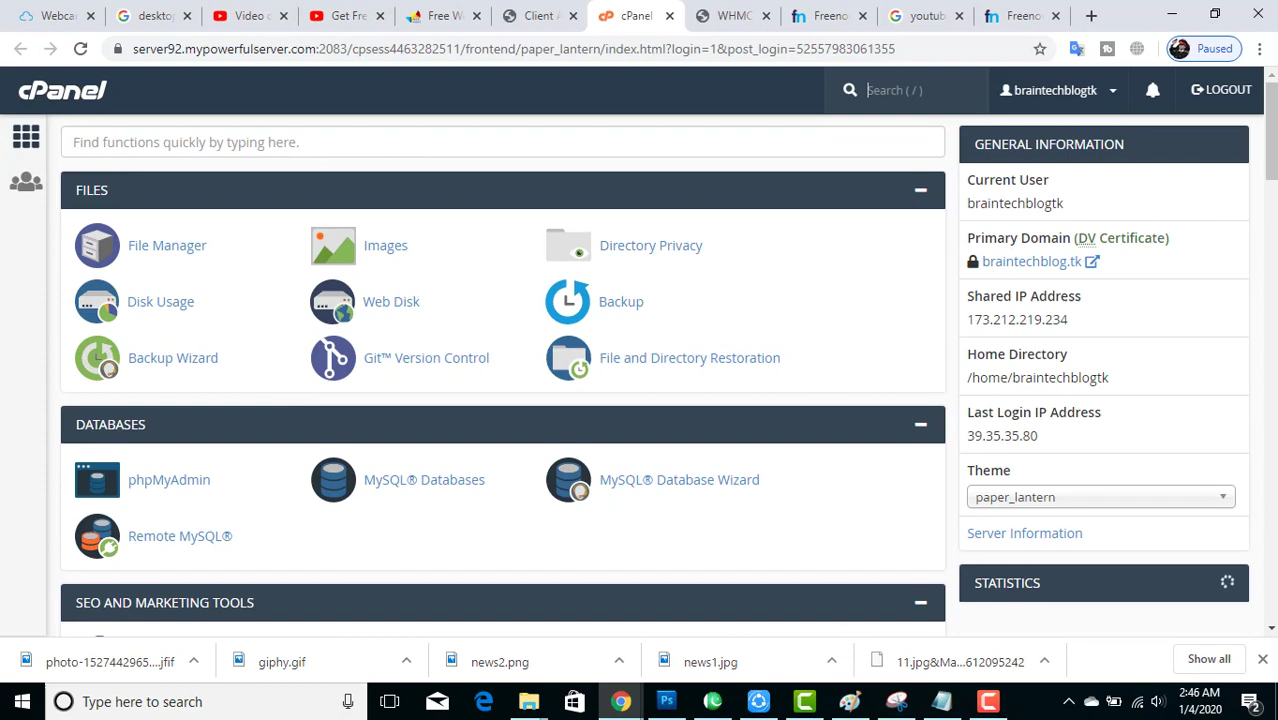 Webcar
desktop
Video c
Get Fre
Free We
Client A
cPanel
WHMC
Freeno
youtub
Freeno
server92.mypowerfulserver.com:2083/cpsess4463282511/frontend/paper_lantern/index.html?login=1&post_login=52557983061355
Paused
cPanel
Search ( / )
braintechblogtk
LOGOUT
Find functions quickly by typing here.
FILES
File Manager
Images
Directory Privacy
Disk Usage
Web Disk
Backup
Backup Wizard
Git™ Version Control
File and Directory Restoration
DATABASES
phpMyAdmin
MySQL® Databases
MySQL® Database Wizard
Remote MySQL®
SEO AND MARKETING TOOLS
GENERAL INFORMATION
Current User
braintechblogtk
Primary Domain (DV Certificate)
braintechblog.tk
Shared IP Address
173.212.219.234
Home Directory
/home/braintechblogtk
Last Login IP Address
39.35.35.80
Theme
paper_lantern
Server Information
STATISTICS
photo-1527442965....jfif
giphy.gif
news2.png
news1.jpg
11.jpg&Ma...612095242
Show all
Type here to search
2:46 AM
1/4/2020
2